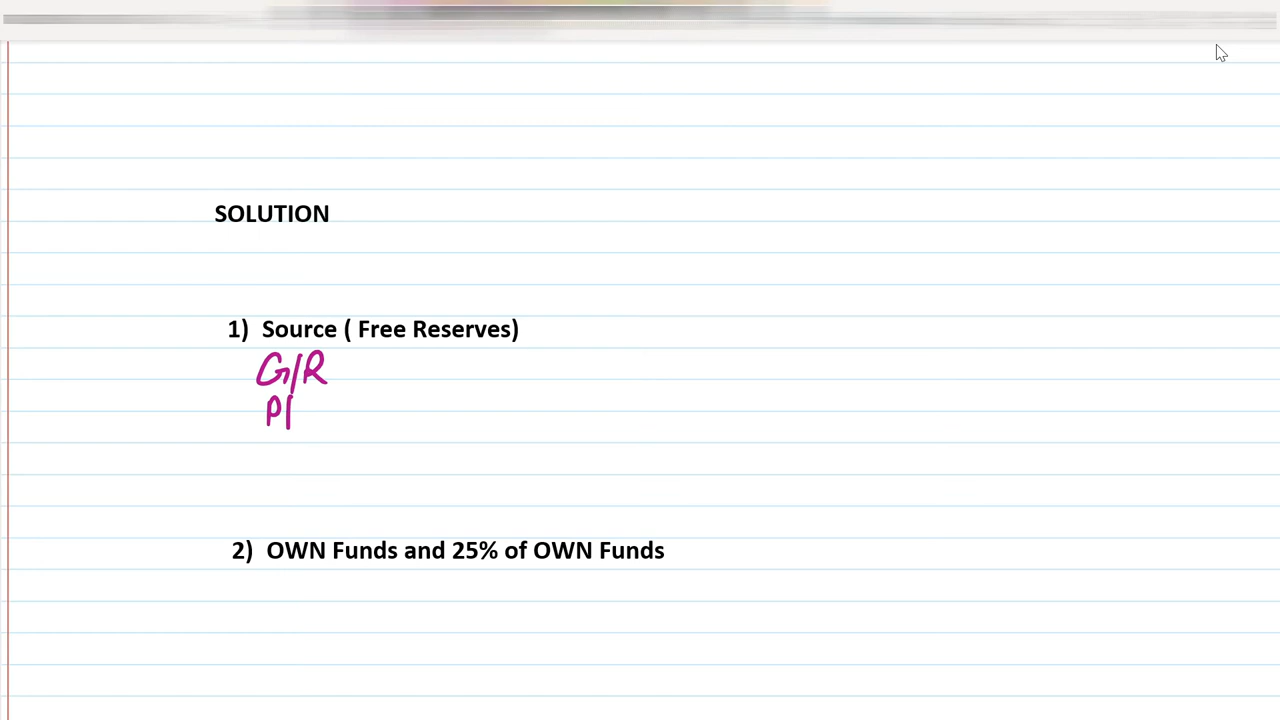 SOLUTION
1) Source ( Free Reserves)
G/R
P/
2) OWN Funds and 25% of OWN Funds